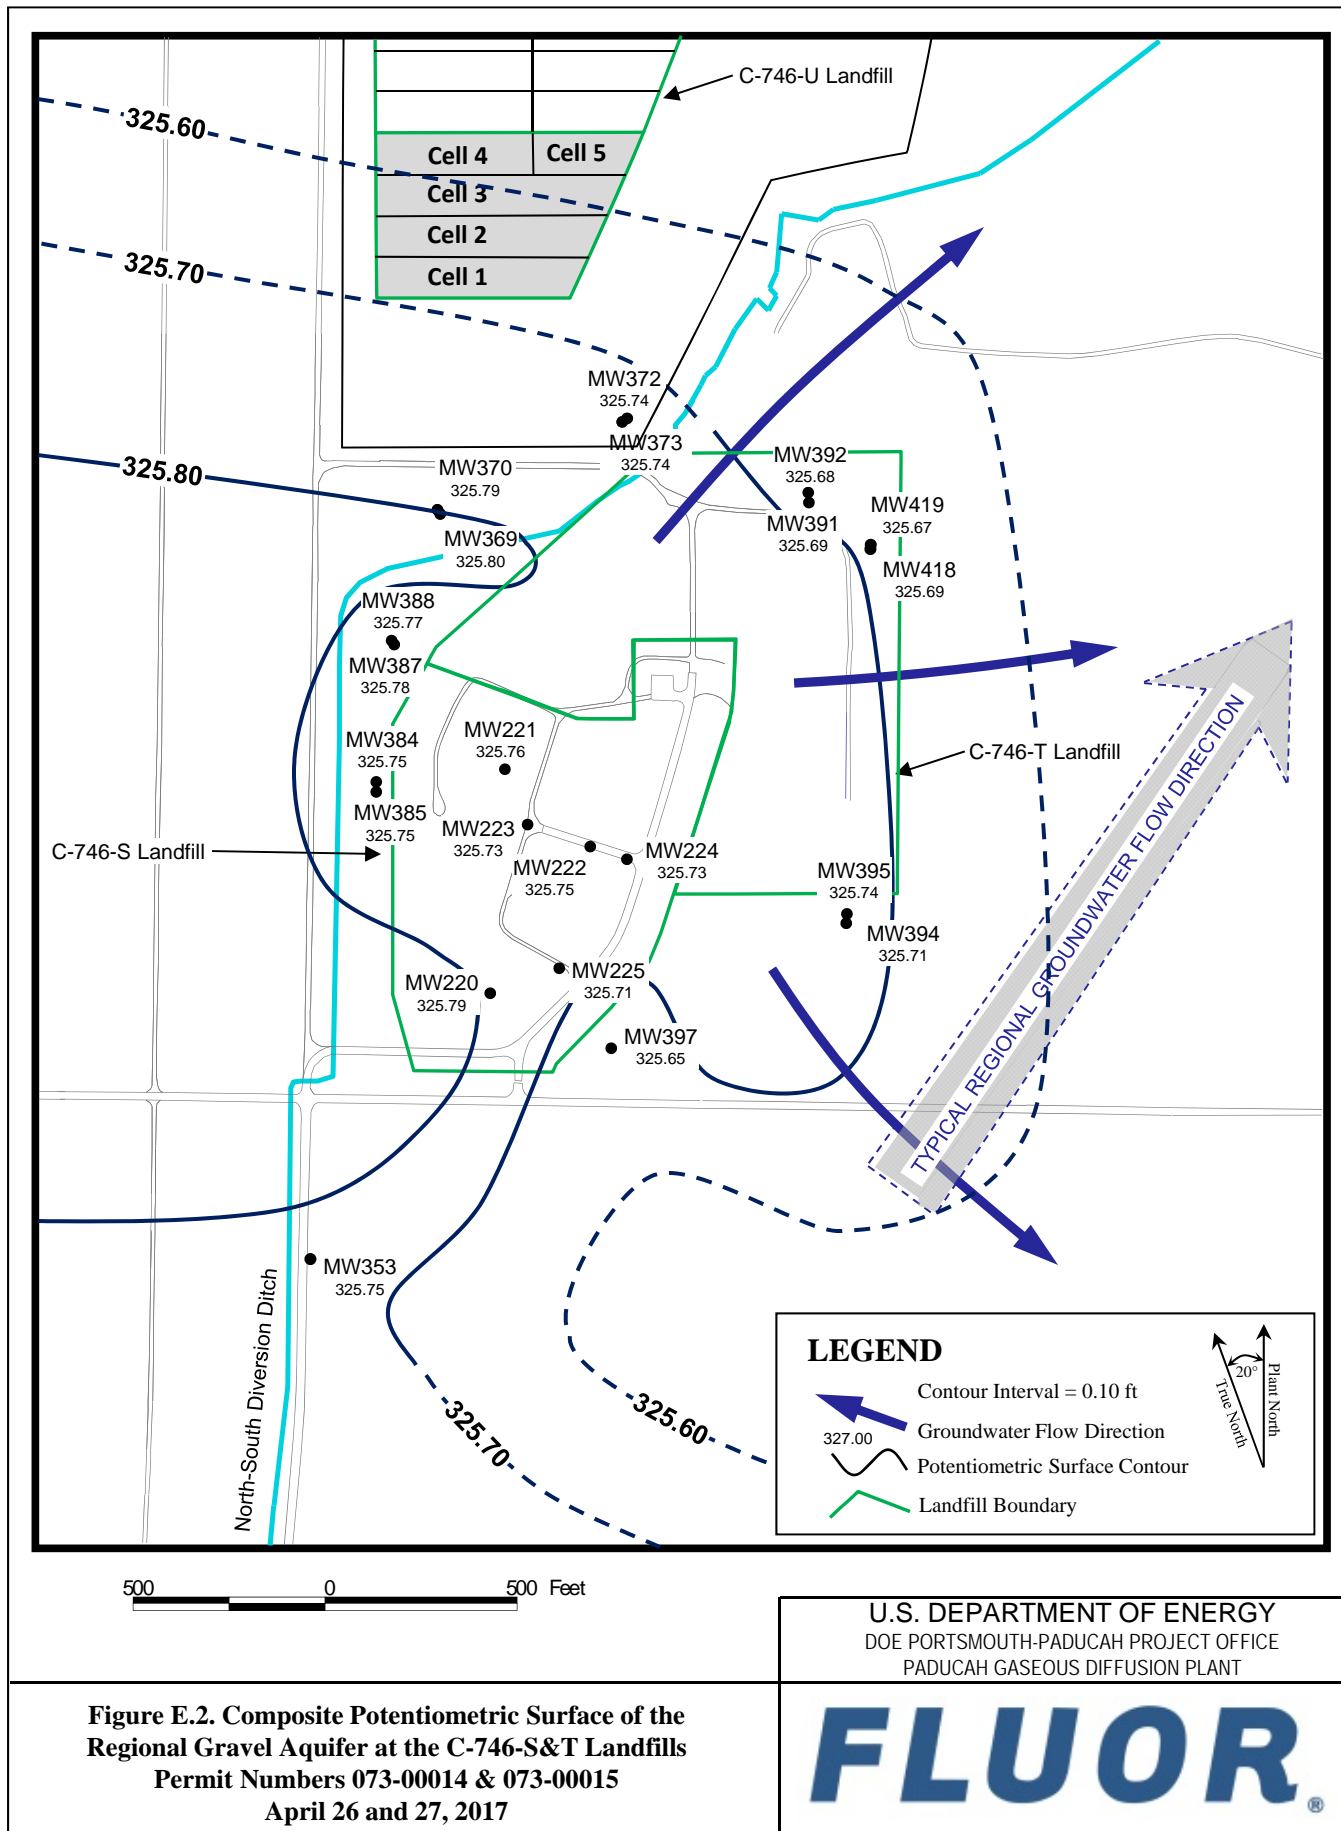 C-746-U Landfill
325.60
Cell 4
Cell 5
Cell 3
Cell 2
Cell 1
325.70
MW372
325.74
MW373
325.74
325.80
MW370
325.79
MW392
325.68
MW419
325.67
MW391
325.69
MW369
325.80
MW418
325.69
MW388
325.77
MW387
325.78
MW221
325.76
MW384
325.75
C-746-T Landfill
MW385
325.75
MW223
325.73
C-746-S Landfill
MW222
325.75
MW224
325.73
MW395
325.74
MW394
325.71
MW225
325.71
MW220
325.79
MW397
325.65
TYPICAL REGIONAL GROUNDWATER FLOW DIRECTION
MW353
325.75
North-South Diversion Ditch
325.70
325.60
LEGEND
Contour Interval = 0.10 ft
Groundwater Flow Direction
327.00
Potentiometric Surface Contour
Landfill Boundary
20°
True North
Plant North
500 0 500 Feet
U.S. DEPARTMENT OF ENERGY
DOE PORTSMOUTH-PADUCAH PROJECT OFFICE
PADUCAH GASEOUS DIFFUSION PLANT
Figure E.2. Composite Potentiometric Surface of the
Regional Gravel Aquifer at the C-746-S&T Landfills
Permit Numbers 073-00014 & 073-00015
April 26 and 27, 2017
FLUOR®